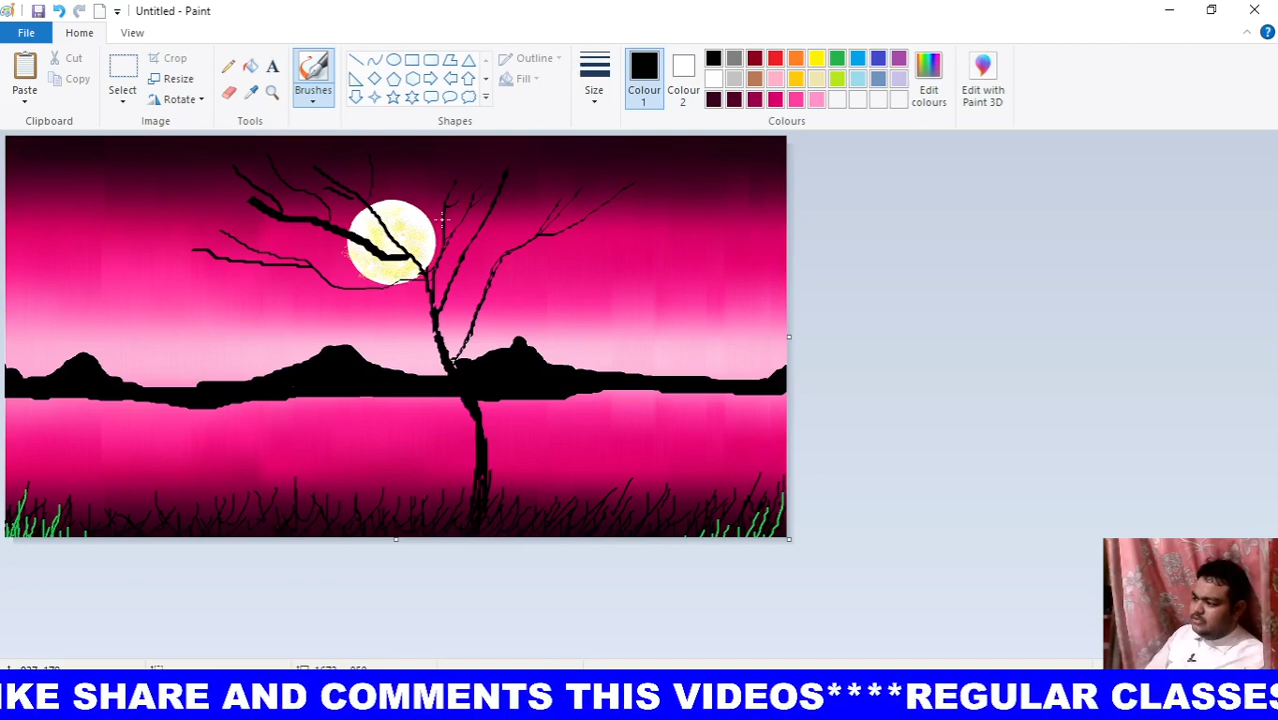 Untitled - Paint
File
Home
View
Paste
Cut
Copy
Clipboard
Select
Crop
Resize
Rotate
Image
A
Tools
Brushes
Outline
Fill
Shapes
Size
Colour 1
Colour 2
Edit colours
Colours
Edit with Paint 3D
IKE SHARE AND COMMENTS THIS VIDEOS****REGULAR CLASSES